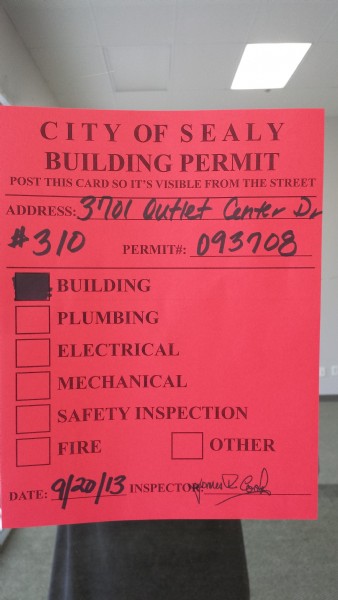 CITY OF SEALY
BUILDING PERMIT
POST THIS CARD SO IT'S VISIBLE FROM THE STREET
ADDRESS: 3701 Outlet Center Dr
#310 PERMIT#: 093708
BUILDING
PLUMBING
ELECTRICAL
MECHANICAL
SAFETY INSPECTION
FIRE OTHER
DATE: 9/20/13 INSPECTOR: